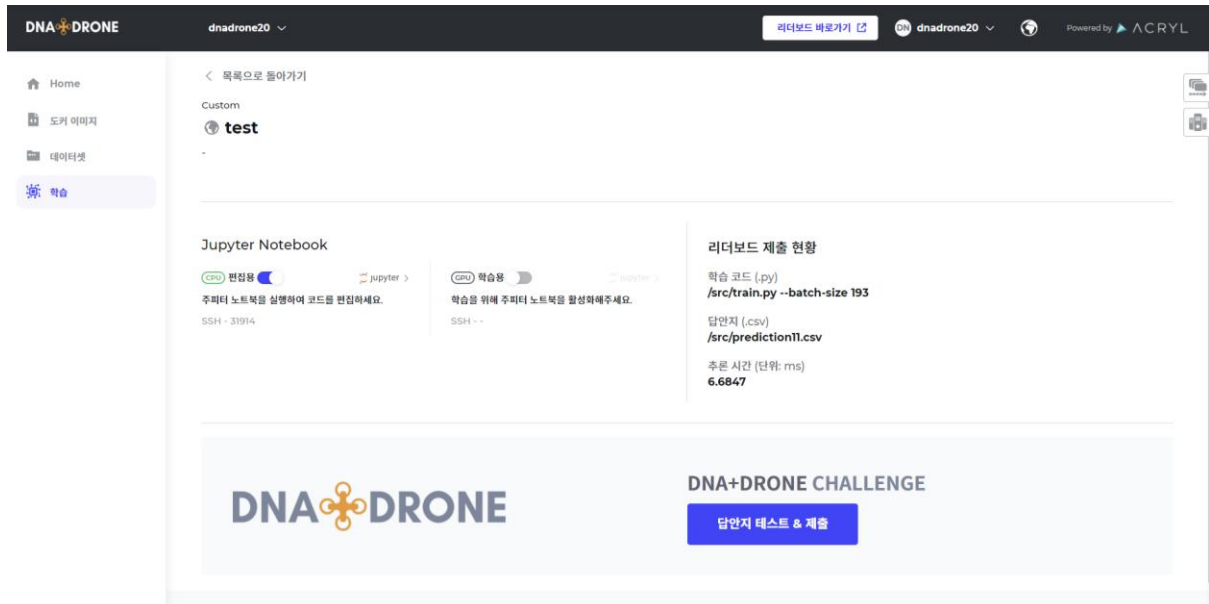 DNA DRONE
dnadrone20
리더보드 바로가기
DN dnadrone20
Powered by ACRYL
Home
도커 이미지
데이터셋
학습
목록으로 돌아가기
Custom
test
-
Jupyter Notebook
CPU 편집용 jupyter >
주피터 노트북을 실행하여 코드를 편집하세요.
SSH - 31914
GPU 학습용 jupyter >
학습을 위해 주피터 노트북을 활성화해주세요.
SSH - -
리더보드 제출 현황
학습 코드 (.py)
/src/train.py --batch-size 193
답안지 (.csv)
/src/prediction11.csv
추론 시간 (단위: ms)
6.6847
DNA DRONE
DNA+DRONE CHALLENGE
답안지 테스트 & 제출